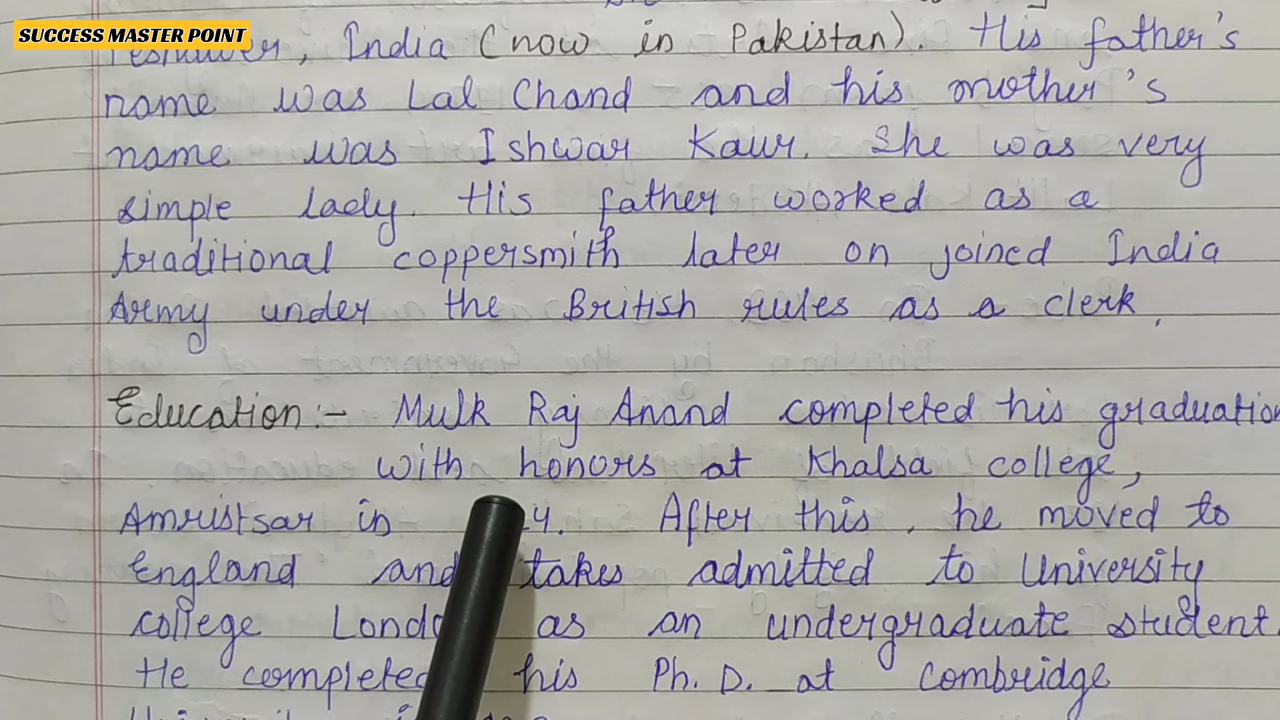 SUCCESS MASTER POINT
India (now in Pakistan). His father's
name was Lal Chand and his mother's
name was Ishwar Kaur. She was very
simple lady. His father worked as a
traditional coppersmith later on joined India
Army under the British rules as a clerk.
Education:- Mulk Raj Anand completed his graduation
with honors at Khalsa college,
Amristsar in 4. After this, he moved to
England and takes admitted to University
college as an undergraduate student.
He completed his Ph. D. at Combridge